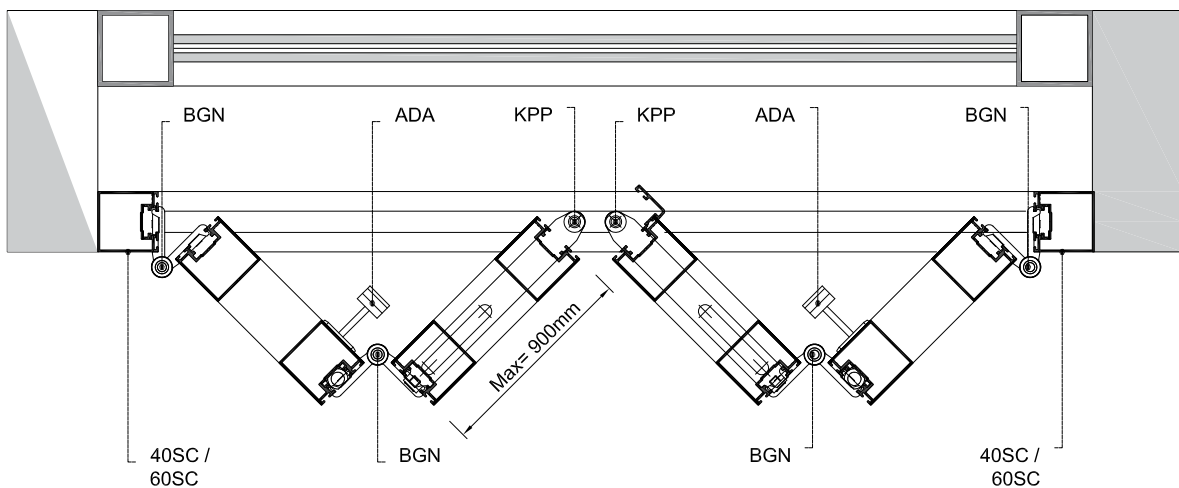 BGN
ADA
KPP
KPP
ADA
BGN
Max= 900mm
40SC /
60SC
BGN
BGN
40SC /
60SC